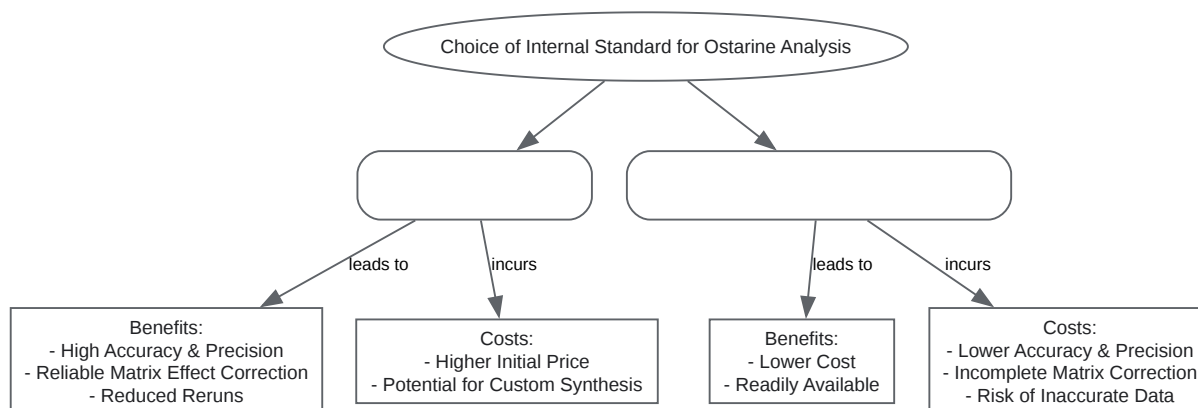 Choice of Internal Standard for Ostarine Analysis
leads to
incurs
leads to
incurs
Benefits:
- High Accuracy & Precision
- Reliable Matrix Effect Correction
- Reduced Reruns
Costs:
- Higher Initial Price
- Potential for Custom Synthesis
Benefits:
- Lower Cost
- Readily Available
Costs:
- Lower Accuracy & Precision
- Incomplete Matrix Correction
- Risk of Inaccurate Data